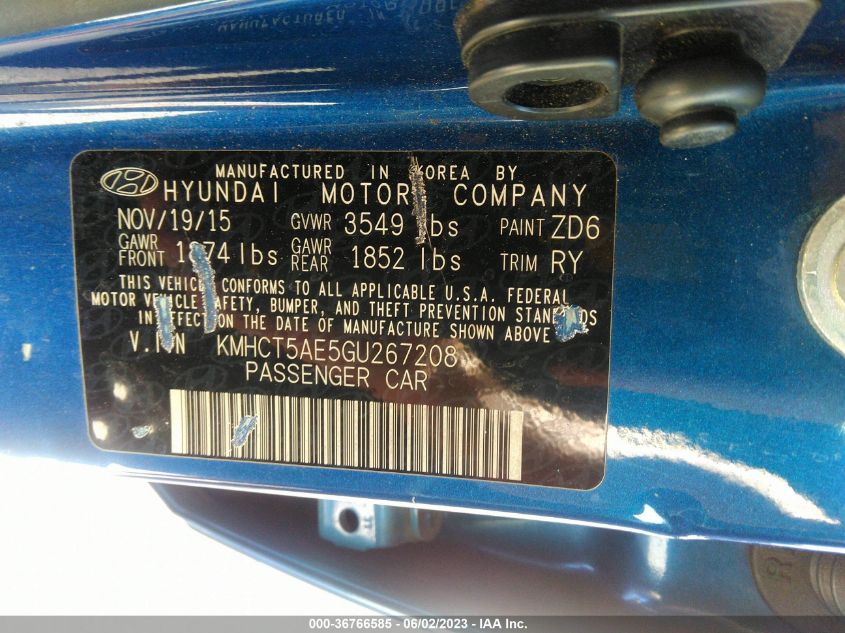 MANUFACTURED IN KOREA BY
HYUNDAI MOTOR COMPANY
NOV/19/15 GVWR 3549 lbs PAINT ZD6
GAWR FRONT 1874 lbs GAWR REAR 1852 lbs TRIM RY
THIS VEHICLE CONFORMS TO ALL APPLICABLE U.S.A. FEDERAL
MOTOR VEHICLE SAFETY, BUMPER, AND THEFT PREVENTION STANDARDS
IN EFFECT ON THE DATE OF MANUFACTURE SHOWN ABOVE.
V.I.N KMHCT5AE5GU267208
PASSENGER CAR
000-36766585 - 06/02/2023 - IAA Inc.